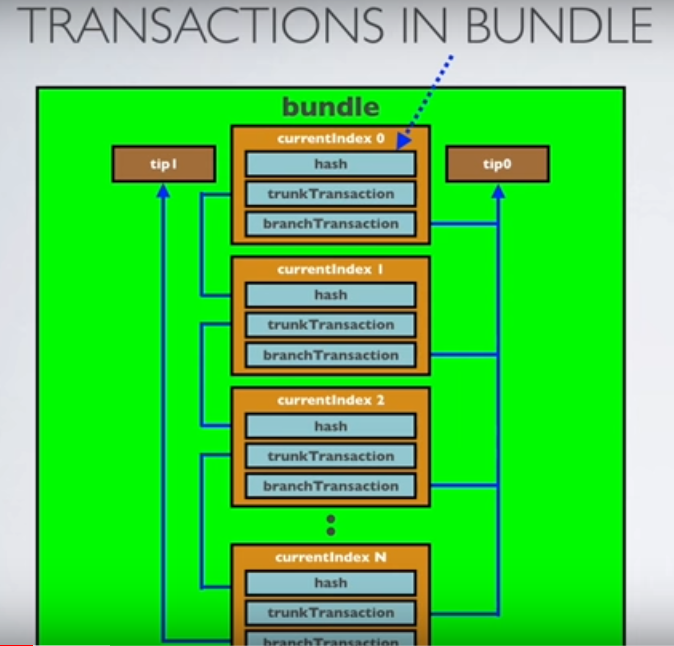 TRANSACTIONS IN BUNDLE
bundle
currentIndex 0
tip1
hash
tip0
trunkTransaction
branchTransaction
currentIndex 1
hash
trunkTransaction
branchTransaction
currentIndex 2
hash
trunkTransaction
branchTransaction
currentIndex N
hash
trunkTransaction
branchTransaction